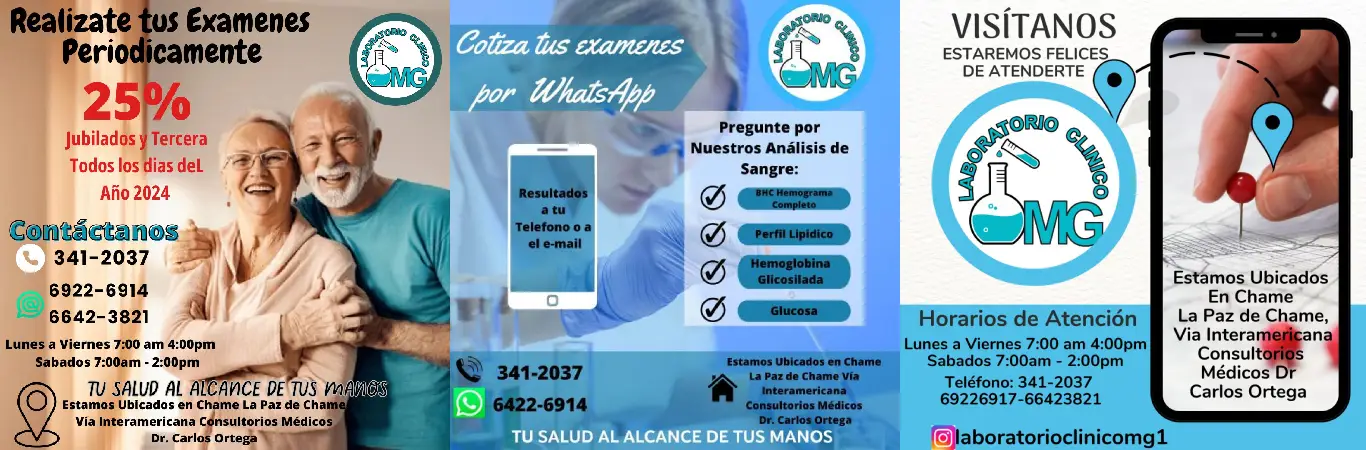 Realizate tus Examenes
Periodicamente
LABORATORIO CLINICO
OMG
25%
Jubilados y Tercera
Todos los dias deL
Año 2024
Contáctanos
341-2037
6922-6914
6642-3821
Lunes a Viernes 7:00 am 4:00pm
Sabados 7:00am - 2:00pm
TU SALUD AL ALCANCE DE TUS MANOS
Estamos Ubicados en Chame La Paz de Chame
Vía Interamericana Consultorios Médicos
Dr. Carlos Ortega
Cotiza tus examenes
por WhatsApp
LABORATORIO CLINICO
OMG
Resultados
a tu
Telefono o a
el e-mail
Pregunte por
Nuestros Análisis de
Sangre:
BHC Hemograma
Completo
Perfil Lipídico
Hemoglobina
Glicosilada
Glucosa
341-2037
6422-6914
Estamos Ubicados en Chame
La Paz de Chame Vía
Interamericana
Consultorios Médicos
Dr. Carlos Ortega
TU SALUD AL ALCANCE DE TUS MANOS
VISÍTANOS
ESTAREMOS FELICES
DE ATENDERTE
LABORATORIO CLINICO
OMG
Horarios de Atención
Lunes a Viernes 7:00 am 4:00pm
Sabados 7:00am - 2:00pm
Teléfono: 341-2037
69226917-66423821
laboratorioclinicomg1
Estamos Ubicados
En Chame
La Paz de Chame,
Via Interamericana
Consultorios
Médicos Dr
Carlos Ortega